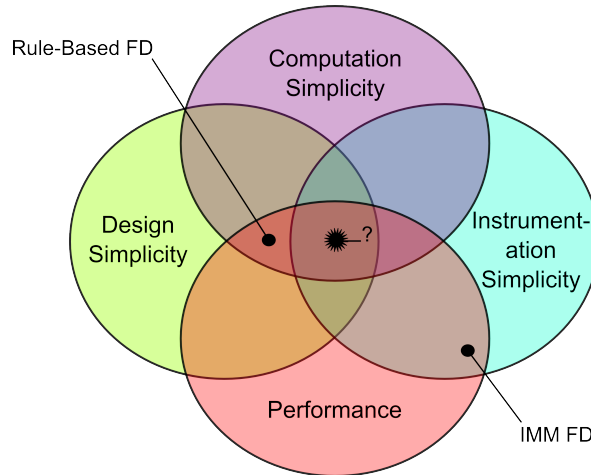 Rule-Based FD
Computation
Simplicity
Design
Simplicity
?
Instrument-
ation
Simplicity
Performance
IMM FD